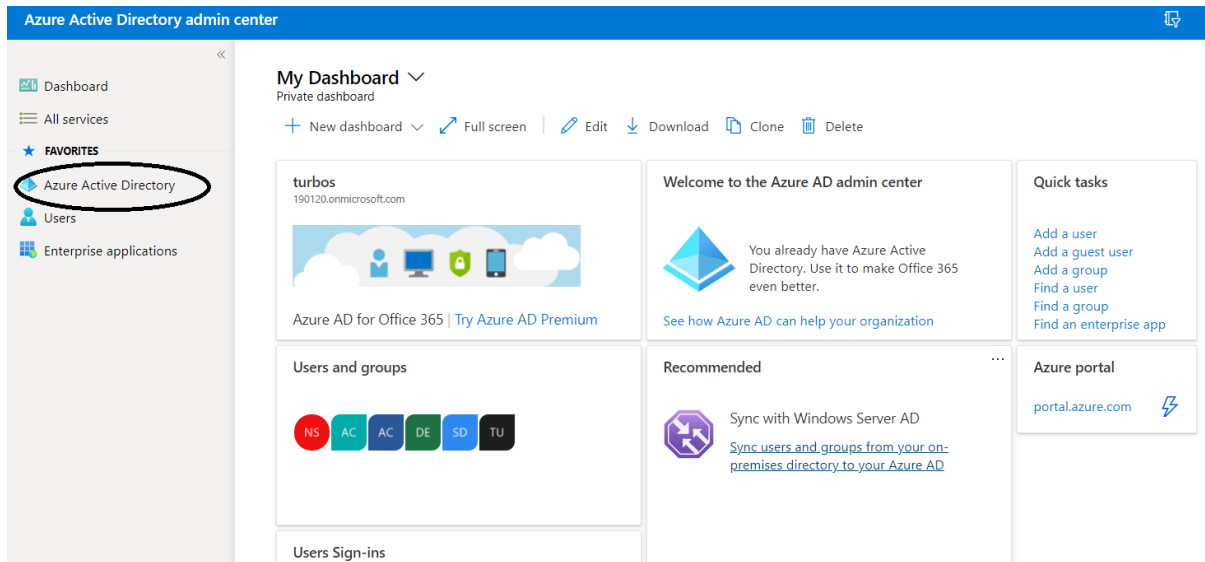 Azure Active Directory admin center
Dashboard
All services
FAVORITES
Azure Active Directory
Users
Enterprise applications
My Dashboard
Private dashboard
New dashboard
Full screen
Edit
Download
Clone
Delete
turbos
190120.onmicrosoft.com
Azure AD for Office 365 | Try Azure AD Premium
Welcome to the Azure AD admin center
You already have Azure Active
Directory. Use it to make Office 365
even better.
See how Azure AD can help your organization
Quick tasks
Add a user
Add a guest user
Add a group
Find a user
Find a group
Find an enterprise app
Users and groups
NS
AC
AC
DE
SD
TU
Recommended
Sync with Windows Server AD
Sync users and groups from your on-
premises directory to your Azure AD
Azure portal
portal.azure.com
Users Sign-ins